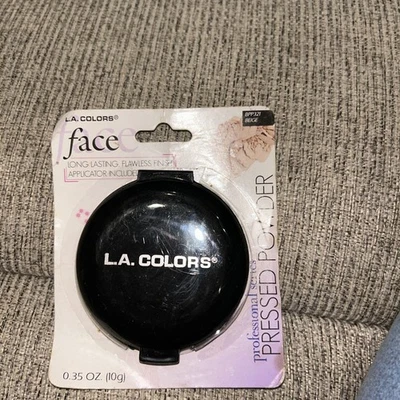 L.A. COLORS®
face
BPP321
BEIGE
LONG LASTING, FLAWLESS FINISH
APPLICATOR INCLUDED
L.A. COLORS®
professional series
PRESSED POWDER
0.35 OZ. (10g)